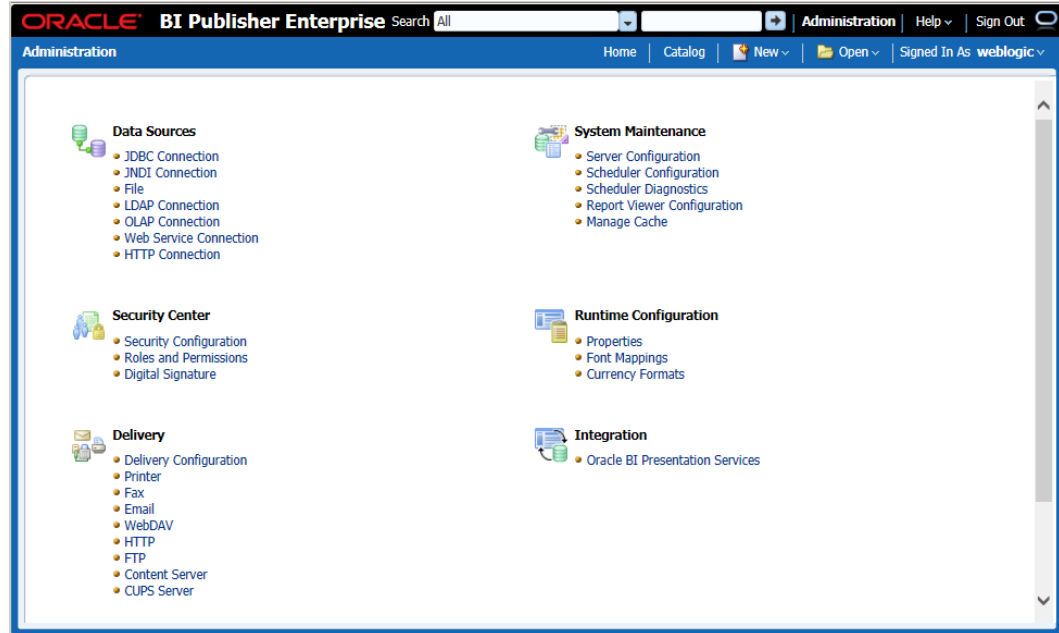 ORACLE BI Publisher Enterprise Search All Administration Help Sign Out
Administration Home Catalog New Open Signed In As weblogic
Data Sources
JDBC Connection
JNDI Connection
File
LDAP Connection
OLAP Connection
Web Service Connection
HTTP Connection
System Maintenance
Server Configuration
Scheduler Configuration
Scheduler Diagnostics
Report Viewer Configuration
Manage Cache
Security Center
Security Configuration
Roles and Permissions
Digital Signature
Runtime Configuration
Properties
Font Mappings
Currency Formats
Delivery
Delivery Configuration
Printer
Fax
Email
WebDAV
HTTP
FTP
Content Server
CUPS Server
Integration
Oracle BI Presentation Services